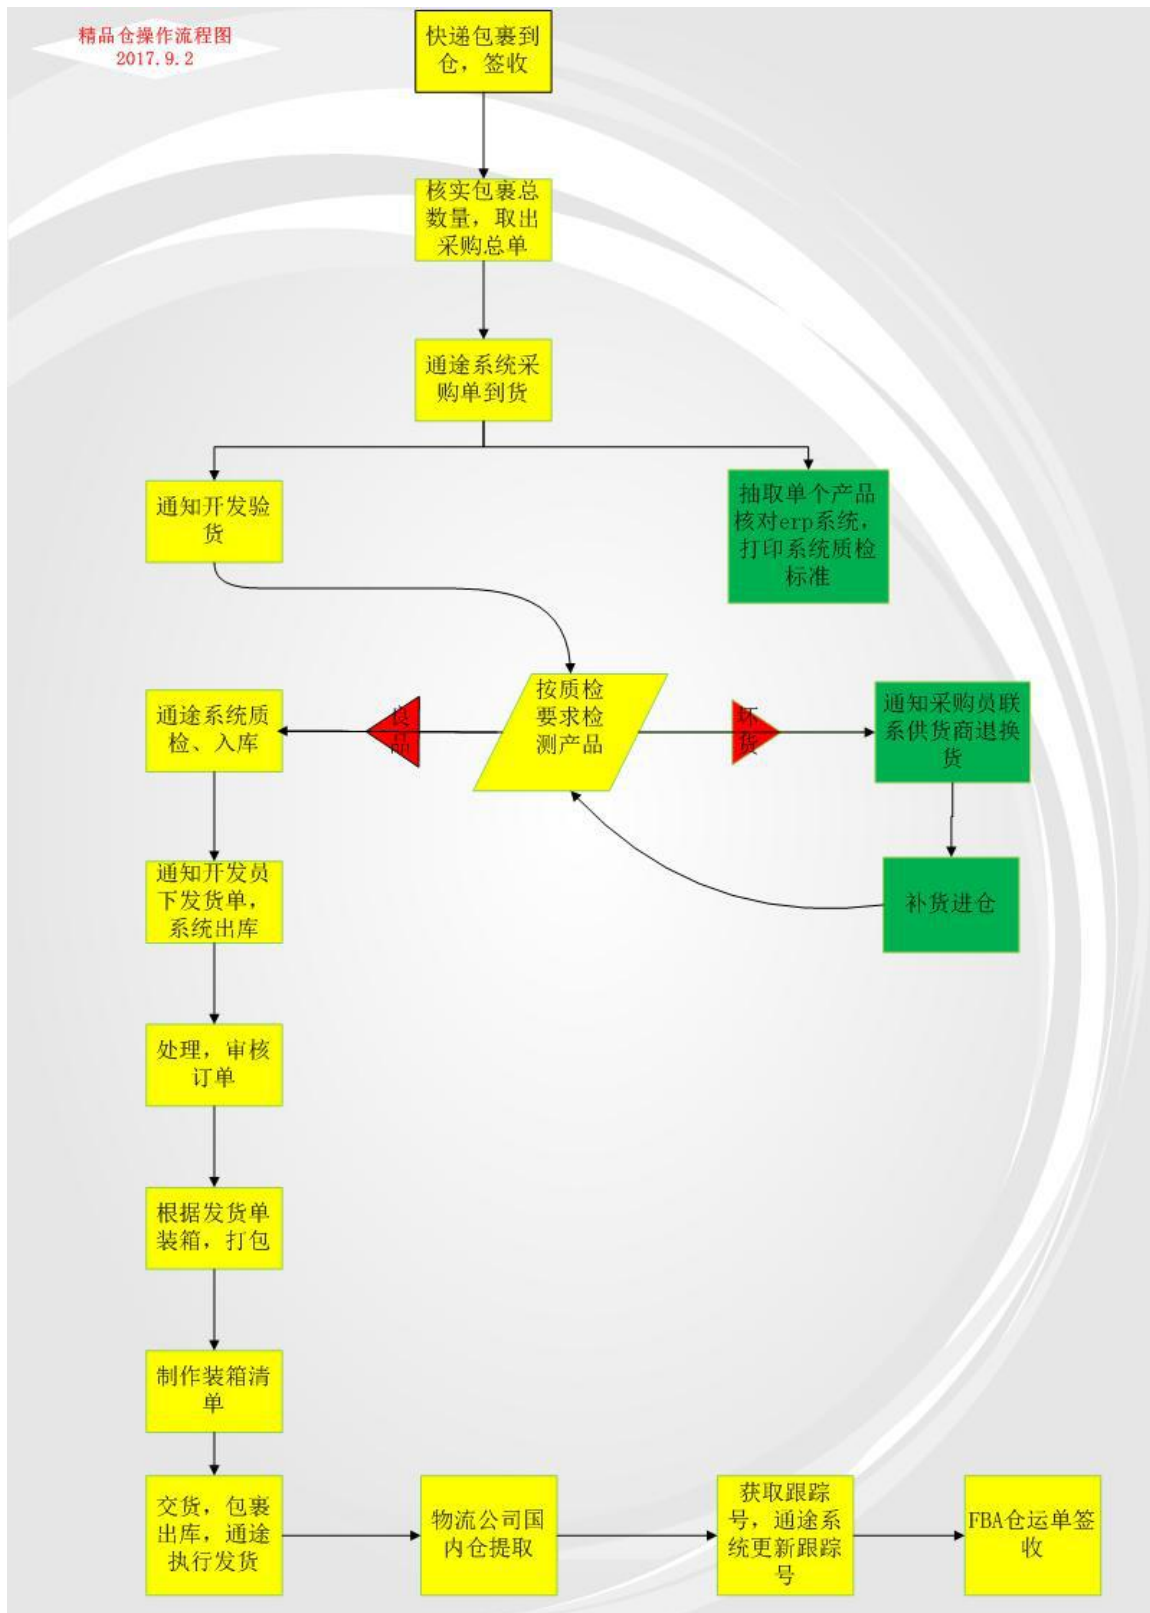 精品仓操作流程图
2017.9.2
快递包裹到
仓，签收
核实包裹总
数量，取出
采购总单
通途系统采
购单到货
通知开发验
货
抽取单个产品
核对erp系统，
打印系统质检
标准
按质检
要求检
测产品
良
品
坏
货
通途系统质
检、入库
通知采购员联
系供货商退换
货
通知开发员
下发货单，
系统出库
补货进仓
处理，审核
订单
根据发货单
装箱，打包
制作装箱清
单
交货，包裹
出库，通途
执行发货
物流公司国
内仓提取
获取跟踪
号，通途系
统更新跟踪
号
FBA仓运单签
收